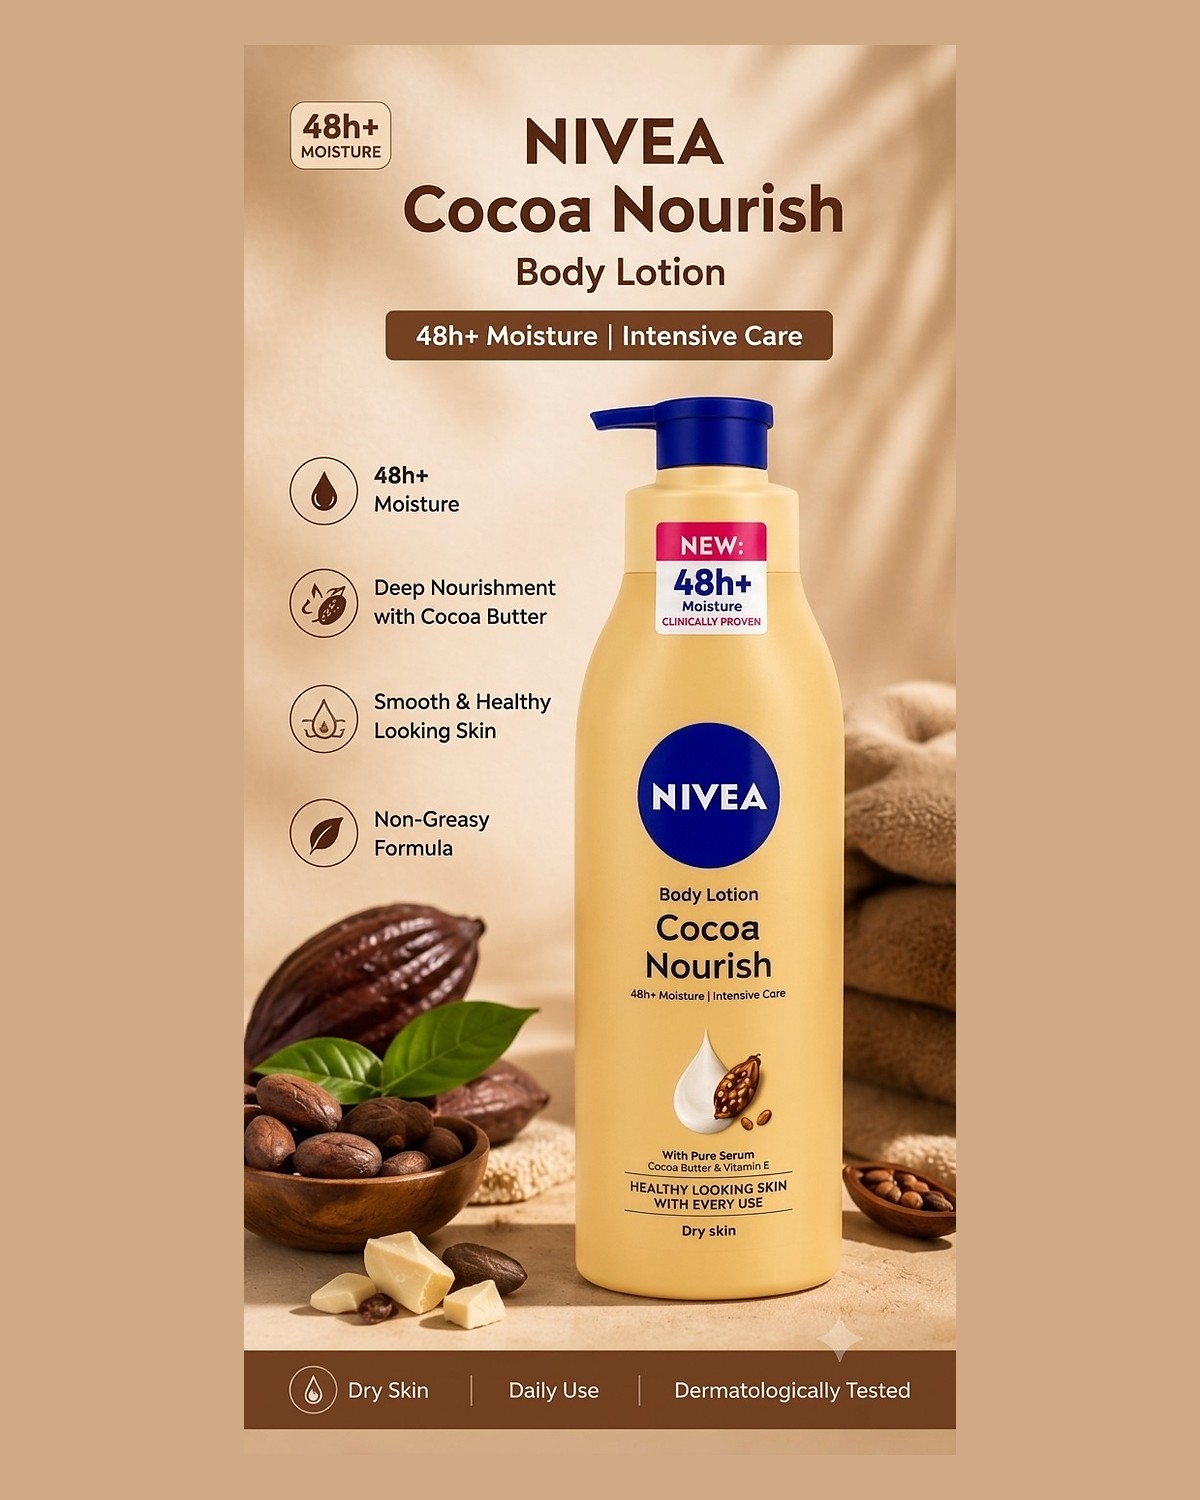 48h+
MOISTURE
NIVEA
Cocoa Nourish
Body Lotion
48h+ Moisture | Intensive Care
48h+
Moisture
Deep Nourishment
with Cocoa Butter
Smooth & Healthy
Looking Skin
Non-Greasy
Formula
NEW:
48h+
Moisture
CLINICALLY PROVEN
NIVEA
Body Lotion
Cocoa
Nourish
48h+ Moisture | Intensive Care
With Pure Serum
Cocoa Butter & Vitamin E
HEALTHY LOOKING SKIN
WITH EVERY USE
Dry skin
Dry Skin | Daily Use | Dermatologically Tested